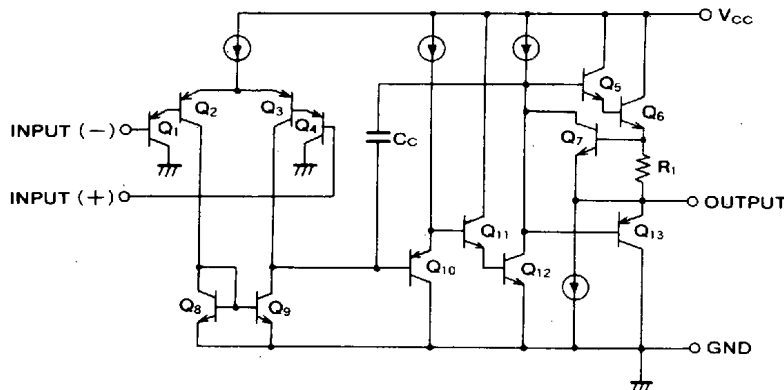 VCC
Q5
Q2
Q3
Q6
INPUT (−)
Q1
Q4
CC
Q7
R1
INPUT (+)
OUTPUT
Q11
Q13
Q10
Q12
Q8
Q9
GND